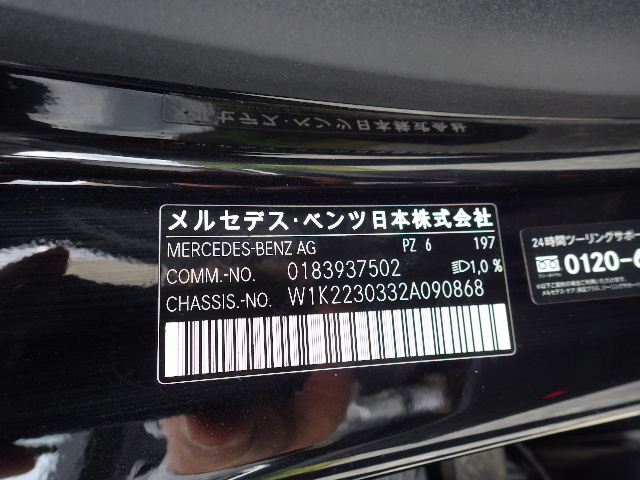 メルセデス・ベンツ日本株式会社
MERCEDES-BENZ AG PZ 6 197
COMM.-NO. 0183937502 1,0%
CHASSIS.-NO. W1K2230332A090868
24時間ツーリングサポー
0120-6